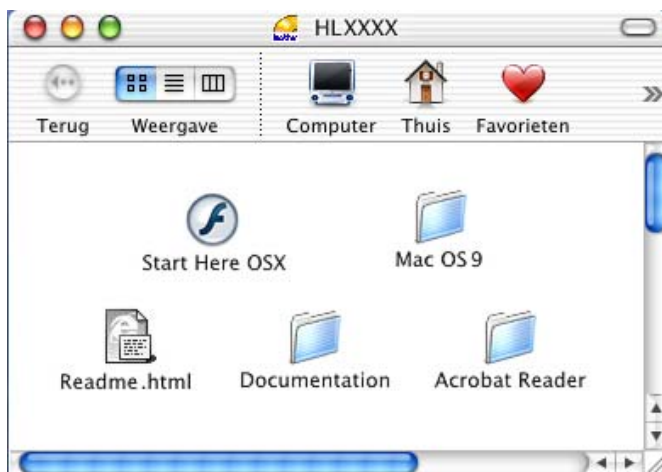 HLXXXX
Terug Weergave Computer Thuis Favorieten
Start Here OSX Mac OS 9
Readme.html Documentation Acrobat Reader